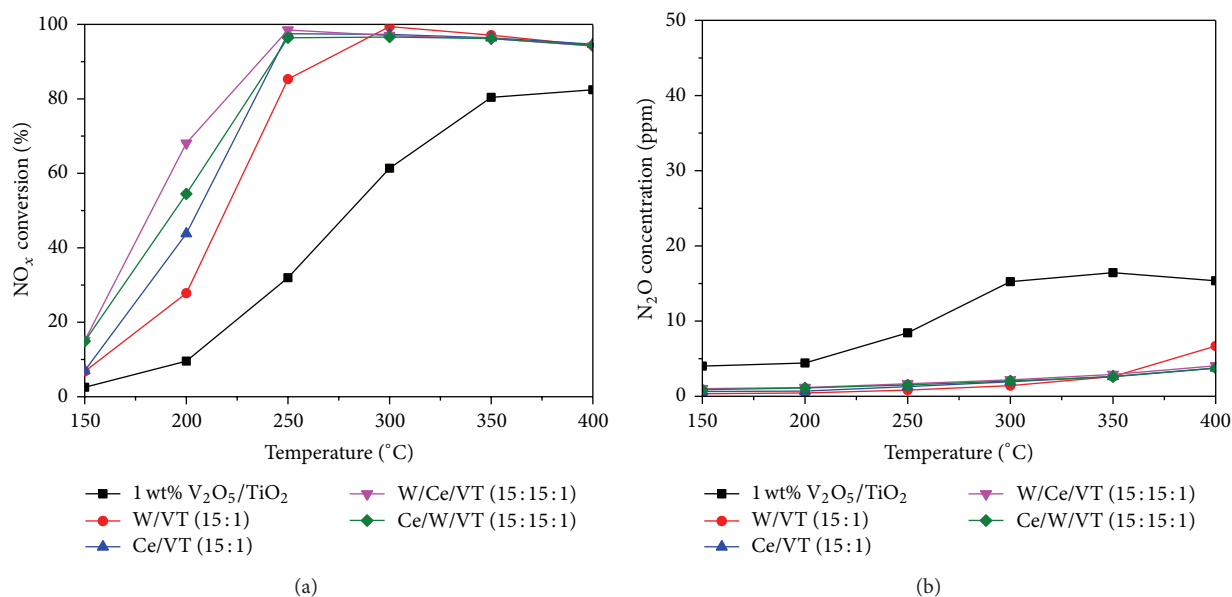 100
80
60
40
20
0
NOₓ conversion (%)
150 200 250 300 350 400
Temperature (°C)
1 wt% V₂O₅/TiO₂
W/VT (15:1)
Ce/VT (15:1)
W/Ce/VT (15:15:1)
Ce/W/VT (15:15:1)
(a)
50
40
30
20
10
0
N₂O concentration (ppm)
150 200 250 300 350 400
Temperature (°C)
1 wt% V₂O₅/TiO₂
W/VT (15:1)
Ce/VT (15:1)
W/Ce/VT (15:15:1)
Ce/W/VT (15:15:1)
(b)